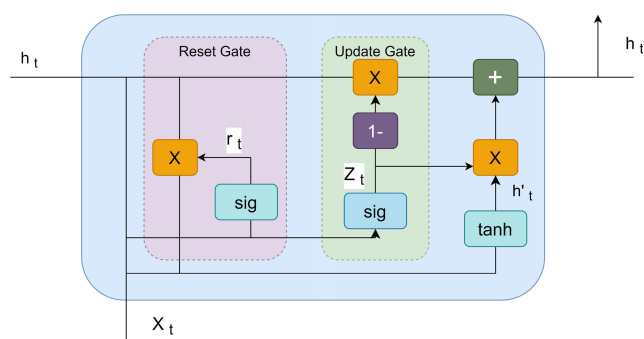 Reset Gate
Update Gate
h t
h t
X
+
1-
r t
X
X
Z t
h' t
sig
sig
tanh
X t